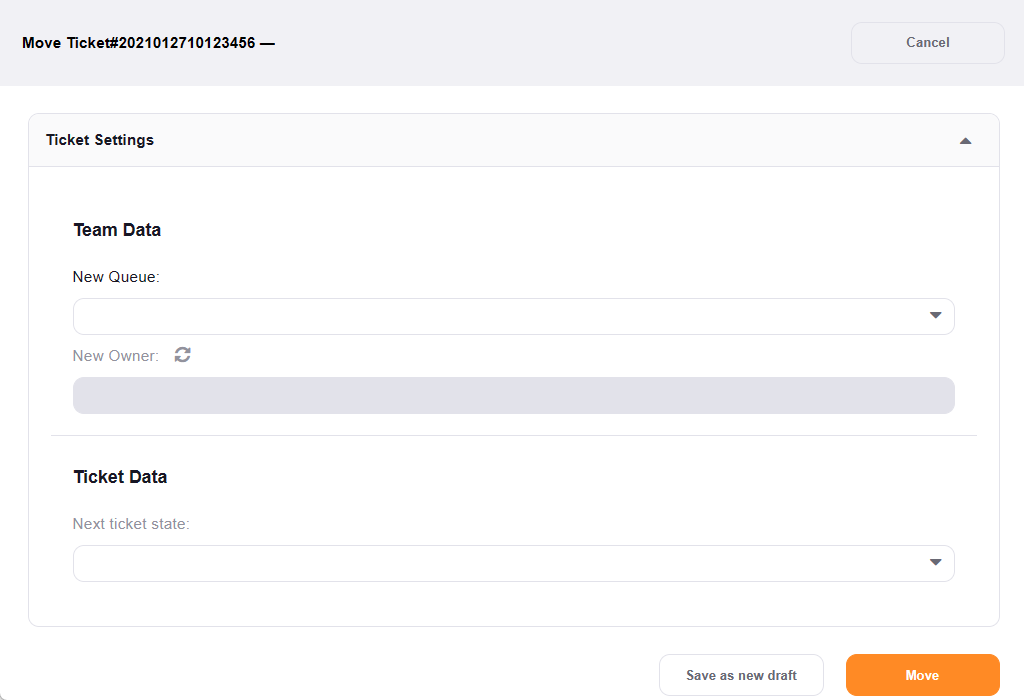 Move Ticket#2021012710123456 —
Cancel
Ticket Settings
Team Data
New Queue:
New Owner:
Ticket Data
Next ticket state:
Save as new draft
Move